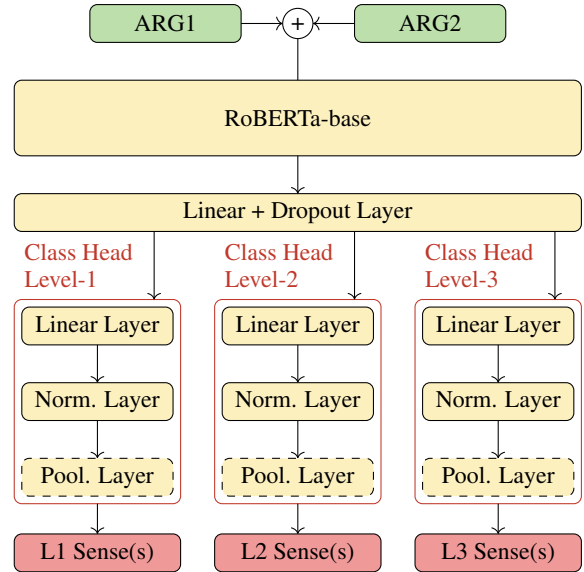 ARG1
+
ARG2
RoBERTa-base
Linear + Dropout Layer
Class Head
Level-1
Class Head
Level-2
Class Head
Level-3
Linear Layer
Linear Layer
Linear Layer
Norm. Layer
Norm. Layer
Norm. Layer
Pool. Layer
Pool. Layer
Pool. Layer
L1 Sense(s)
L2 Sense(s)
L3 Sense(s)